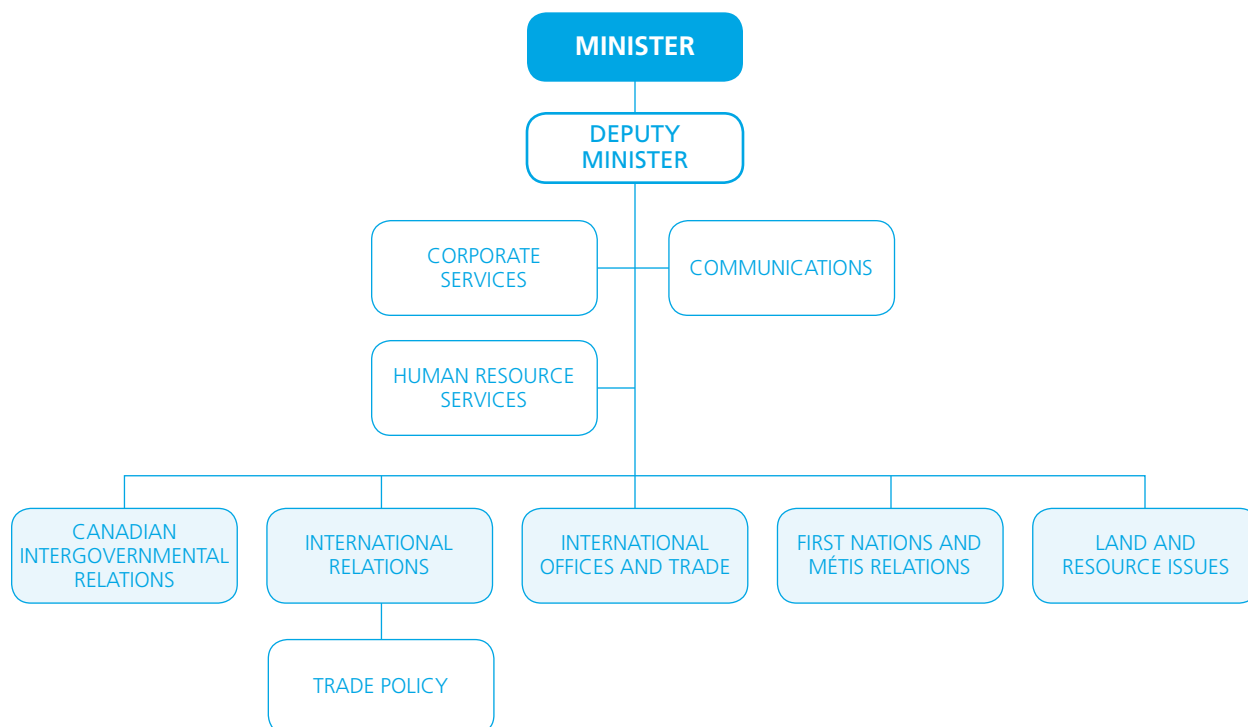 MINISTER
DEPUTY
MINISTER
CORPORATE
SERVICES
COMMUNICATIONS
HUMAN RESOURCE
SERVICES
CANADIAN
INTERGOVERNMENTAL
RELATIONS
INTERNATIONAL
RELATIONS
INTERNATIONAL
OFFICES AND TRADE
FIRST NATIONS AND
MÉTIS RELATIONS
LAND AND
RESOURCE ISSUES
TRADE POLICY